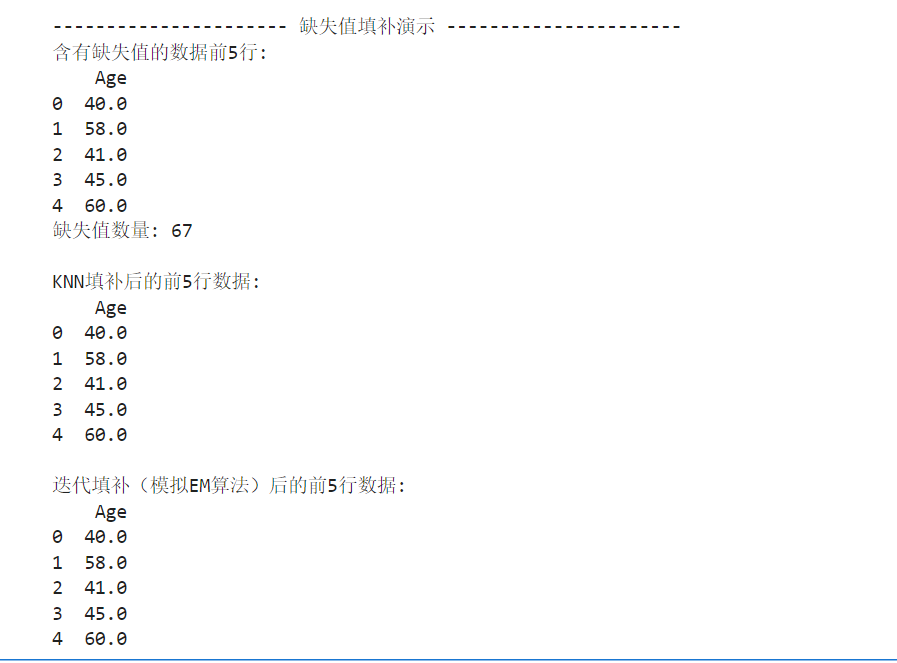 ---------------------- 缺失值填补演示 ----------------------
含有缺失值的数据前5行:
Age
0  40.0
1  58.0
2  41.0
3  45.0
4  60.0
缺失值数量: 67
KNN填补后的前5行数据:
Age
0  40.0
1  58.0
2  41.0
3  45.0
4  60.0
迭代填补（模拟EM算法）后的前5行数据:
Age
0  40.0
1  58.0
2  41.0
3  45.0
4  60.0